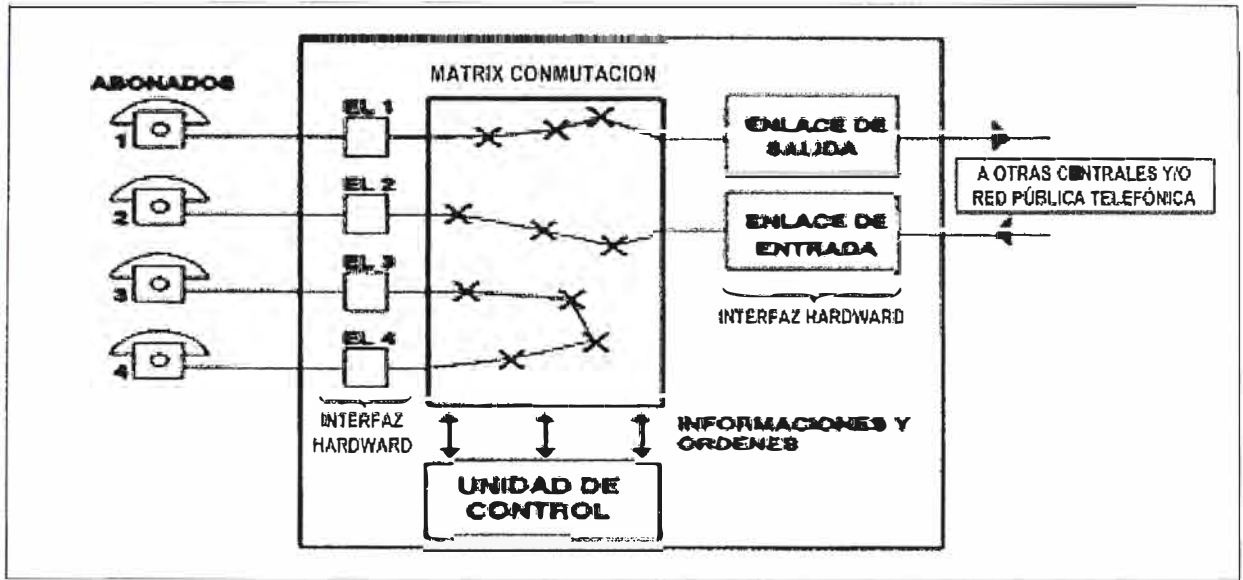 MATRIX CONMUTACION
ABONADOS
1
2
3
4
EL 1
EL 2
EL 3
EL 4
INTERFAZ
HARDWARD
ENLACE DE
SALIDA
ENLACE DE
ENTRADA
INTERFAZ HARDWARD
A OTRAS CENTRALES Y/O
RED PÚBLICA TELEFÓNICA
INFORMACIONES Y
ORDENES
UNIDAD DE
CONTROL